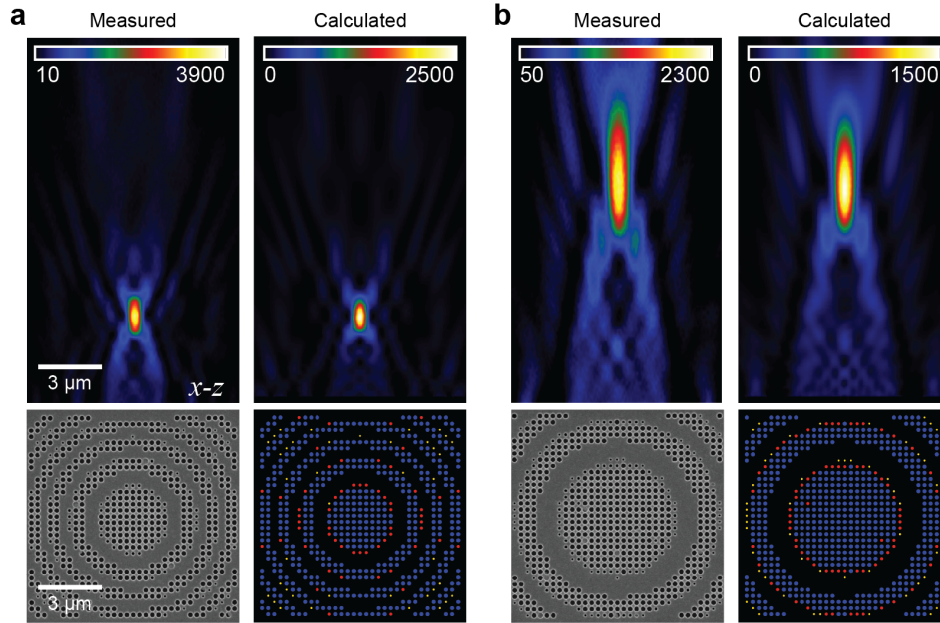 a
Measured
Calculated
10
3900
0
2500
3 μm
x-z
3 μm
b
Measured
Calculated
50
2300
0
1500